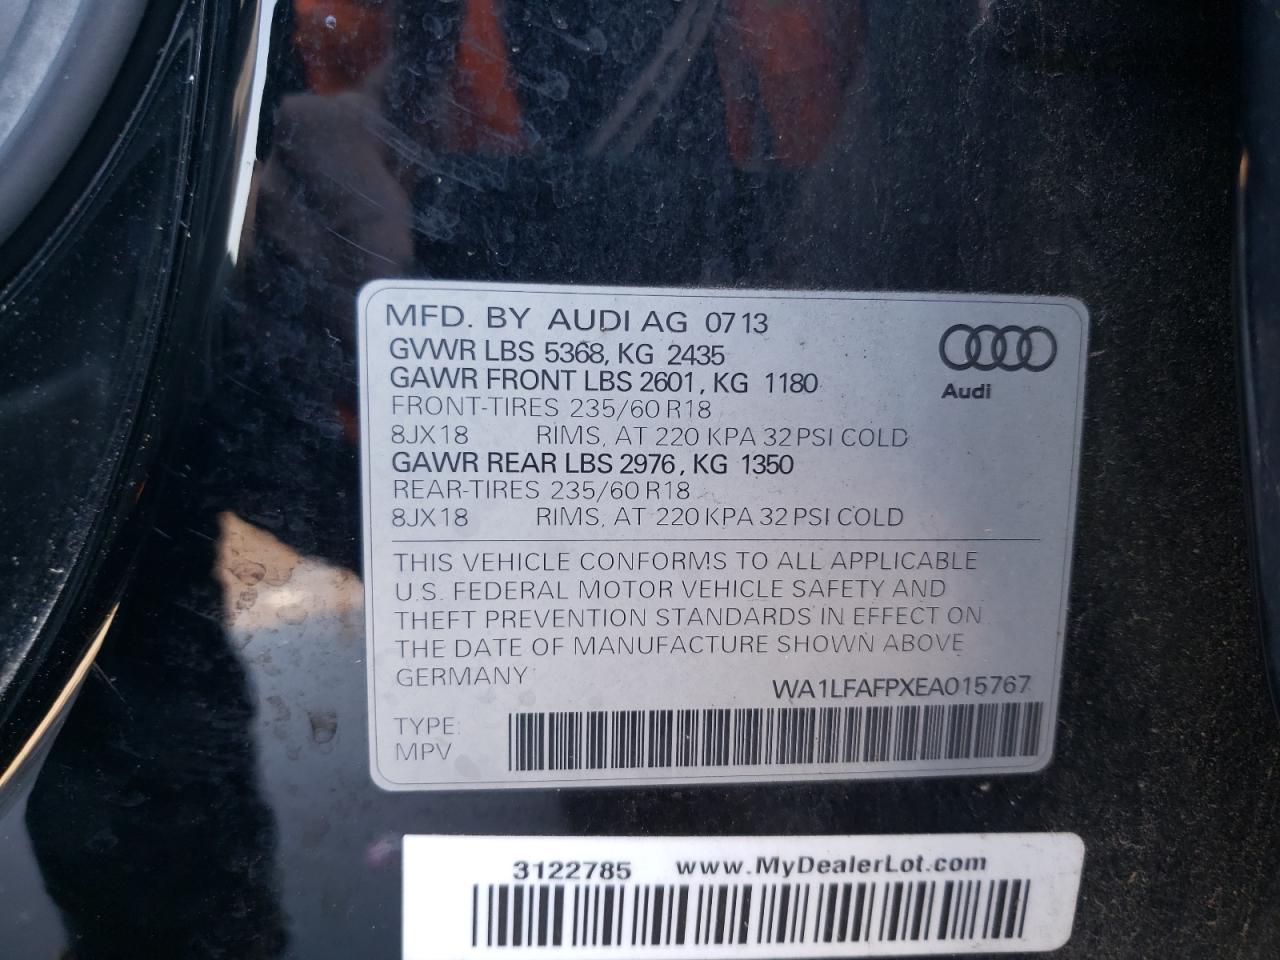 MFD. BY AUDI AG 07 13
GVWR LBS 5368, KG 2435
GAWR FRONT LBS 2601, KG 1180
FRONT-TIRES 235/60 R18
8JX18 RIMS, AT 220 KPA 32 PSI COLD
GAWR REAR LBS 2976, KG 1350
REAR-TIRES 235/60 R18
8JX18 RIMS, AT 220 KPA 32 PSI COLD
Audi
THIS VEHICLE CONFORMS TO ALL APPLICABLE
U.S. FEDERAL MOTOR VEHICLE SAFETY AND
THEFT PREVENTION STANDARDS IN EFFECT ON
THE DATE OF MANUFACTURE SHOWN ABOVE
GERMANY
WA1LFAFPXEA015767
TYPE:
MPV
3122785 www.MyDealerLot.com